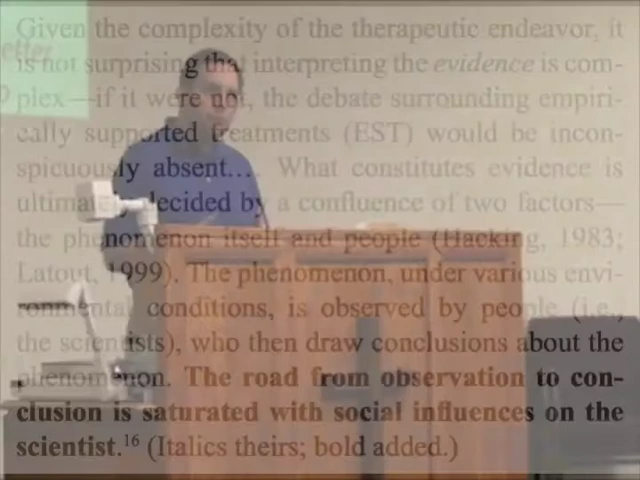 etter
Given the complexity of the therapeutic endeavor, it
is not surprising that interpreting the evidence is com-
plex—if it were not, the debate surrounding empiri-
cally supported treatments (EST) would be incon-
spicuously absent… What constitutes evidence is
ultimately decided by a confluence of two factors—
the phenomenon itself and people (Hacking, 1983;
Latout, 1999). The phenomenon, under various envi-
ronmental conditions, is observed by people (i.e.,
the scientists), who then draw conclusions about the
phenomenon. The road from observation to con-
clusion is saturated with social influences on the
scientist.16 (Italics theirs; bold added.)